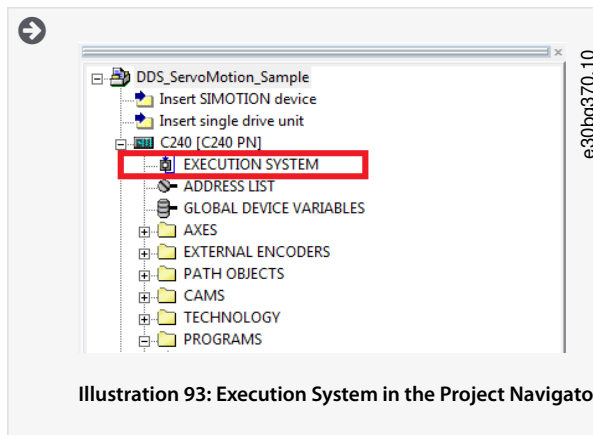 DDS_ServoMotion_Sample
Insert SIMOTION device
Insert single drive unit
C240 [C240 PN]
EXECUTION SYSTEM
ADDRESS LIST
GLOBAL DEVICE VARIABLES
AXES
EXTERNAL ENCODERS
PATH OBJECTS
CAMS
TECHNOLOGY
PROGRAMS
e30bg370.10
Illustration 93: Execution System in the Project Navigato